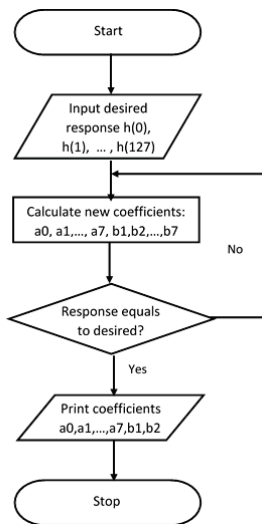 Start
Input desired
response h(0),
h(1), ... , h(127)
Calculate new coefficients:
a0, a1,..., a7, b1,b2,...,b7
No
Response equals
to desired?
Yes
Print coefficients
a0,a1,...,a7,b1,b2
Stop